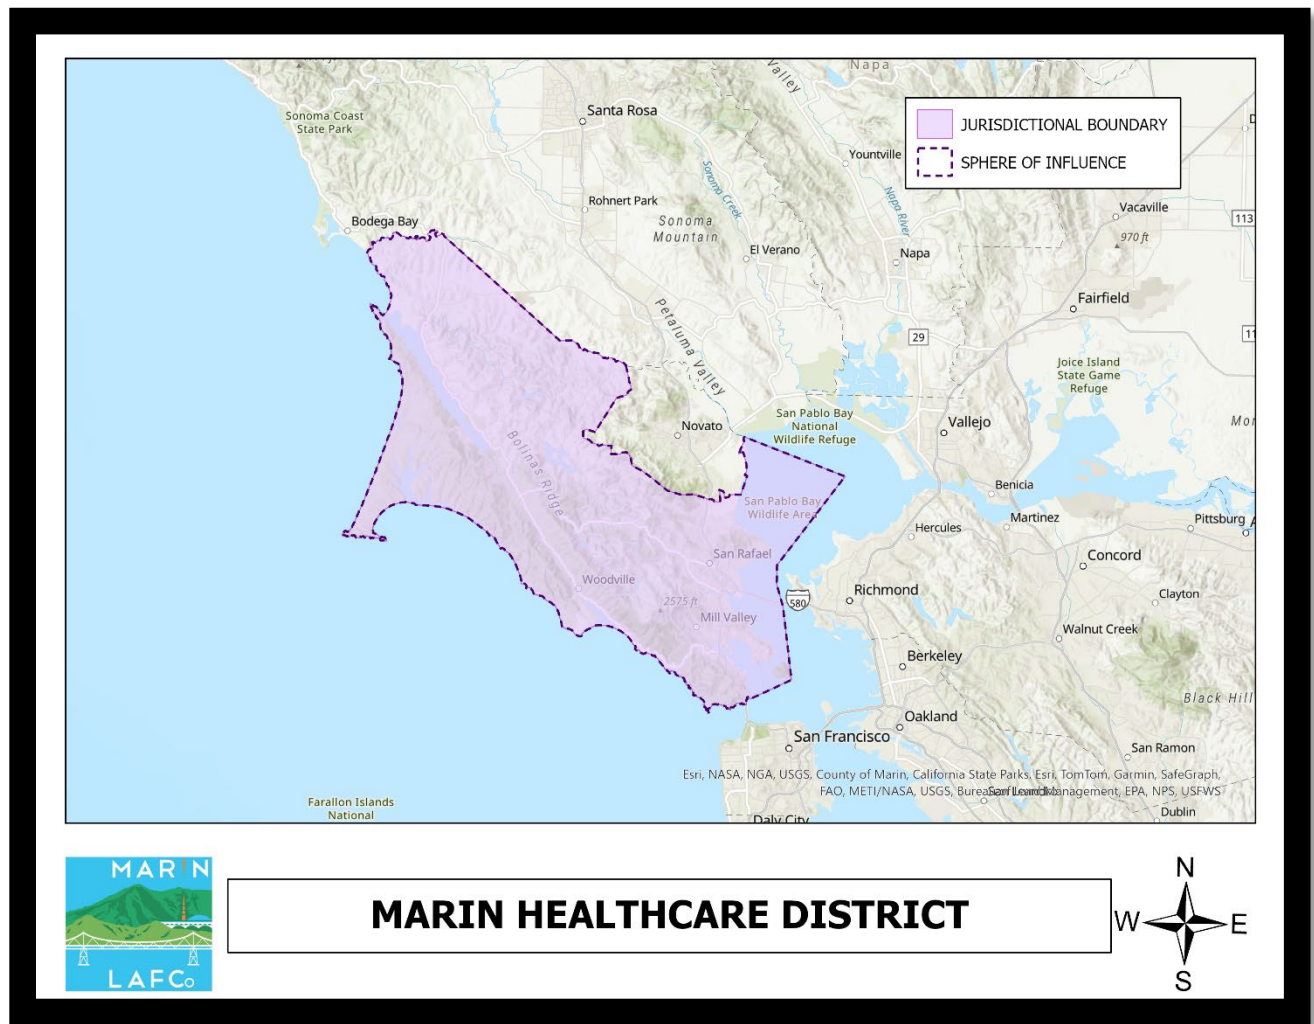 Napa
Valley
Santa Rosa
Sonoma Coast
State Park
JURISDICTIONAL BOUNDARY
SPHERE OF INFLUENCE
Yountville
Sonoma Creek
Napa River
Rohnert Park
Sonoma
Mountain
Bodega Bay
Vacaville
113
970 ft
El Verano
Napa
Fairfield
Petaluma Valley
29
11
Joice Island
State Game
Refuge
San Pablo Bay
National
Wildlife Refuge
Novato
Vallejo
Bolinas Ridge
San Pablo Bay
Wildlife Area
Benicia
Martinez
Hercules
Pittsburg
San Rafael
Concord
Woodville
2575 ft
Richmond
580
Clayton
Mill Valley
Walnut Creek
Berkeley
Black Hill
Oakland
San Francisco
San Ramon
Esri, NASA, NGA, USGS, County of Marin, California State Parks, Esri, TomTom, Garmin, SafeGraph,
FAO, METI/NASA, USGS, Bureau of Land Management, EPA, NPS, USFWS
Farallon Islands
National
Daly City
Dublin
MARIN
LAFCo
MARIN HEALTHCARE DISTRICT
N
W
E
S